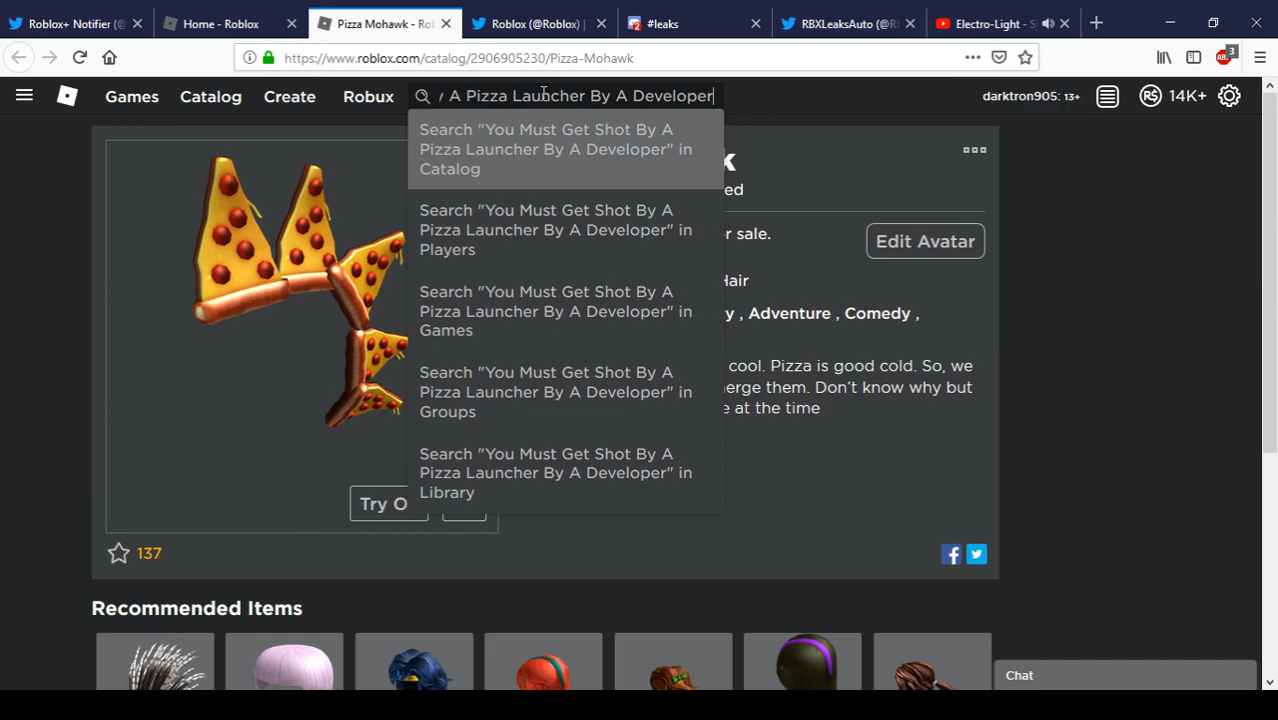 Roblox+ Notifier (@
Home - Roblox
Pizza Mohawk - Rob
Roblox (@Roblox) | T
#leaks
RBXLeaksAuto (@R
Electro-Light - S
https://www.roblox.com/catalog/2906905230/Pizza-Mohawk
3
Games
Catalog
Create
Robux
y A Pizza Launcher By A Developer
darktron905: 13+
14K+
Search "You Must Get Shot By A
Pizza Launcher By A Developer" in
Catalog
Search "You Must Get Shot By A
Pizza Launcher By A Developer" in
Players
Search "You Must Get Shot By A
Pizza Launcher By A Developer" in
Games
Search "You Must Get Shot By A
Pizza Launcher By A Developer" in
Groups
Search "You Must Get Shot By A
Pizza Launcher By A Developer" in
Library
k
ed
r sale.
Edit Avatar
Hair
y , Adventure , Comedy ,
cool. Pizza is good cold. So, we
erge them. Don't know why but
e at the time
Try O
137
Recommended Items
Chat